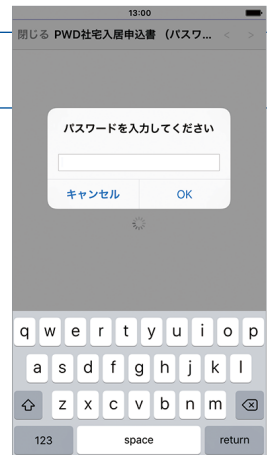 13:00
閉じる PWD社宅入居申込書 （パスワ... < >
パスワードを入力してください
キャンセル OK
q w e r t y u i o p
a s d f g h j k l
z x c v b n m
123 space return